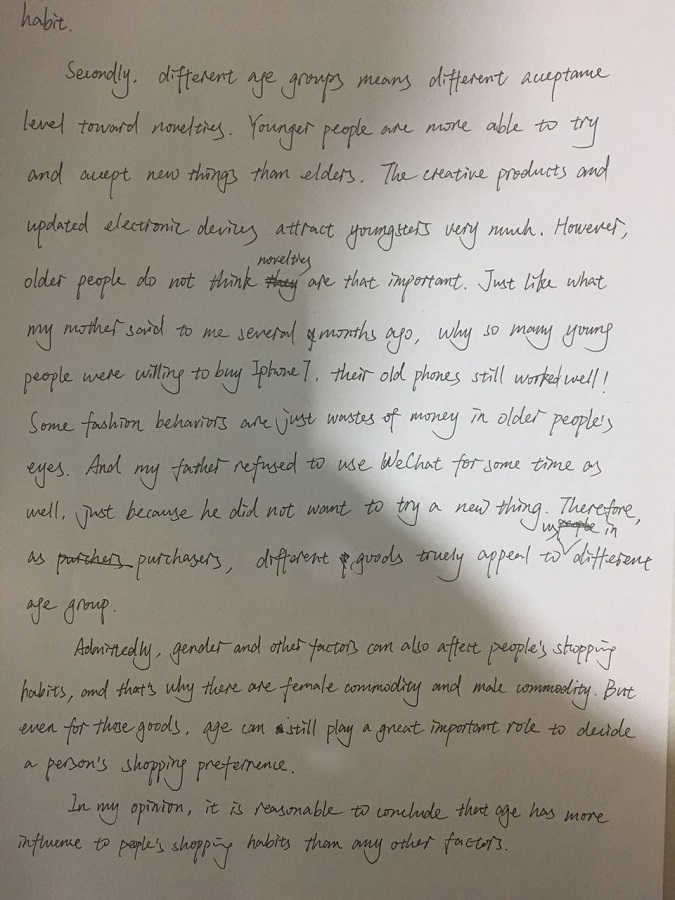 habit.
Secondly, different age groups means different acceptance
level toward novelties. Younger people are more able to try
and accept new things than elders. The creative products and
updated electronic devices attract youngsters very much. However,
novelties
older people do not think they are that important. Just like what
my mother said to me several months ago, why so many young
people were willing to buy Iphone7, their old phones still worked well!
Some fashion behaviors are just wastes of money in older people's
eyes. And my father refused to use WeChat for some time as
well, just because he did not want to try a new thing. Therefore,
us people in
as purchers purchasers, different goods truely appeal to different
age group.
Admittedly, gender and other factors can also affect people's shopping
habits, and that's why there are female commodity and male commodity. But
even for those goods, age can still play a great important role to decide
a person's shopping preferrence.
In my opinion, it is reasonable to conclude that age has more
influence to people's shopping habits than any other factors.